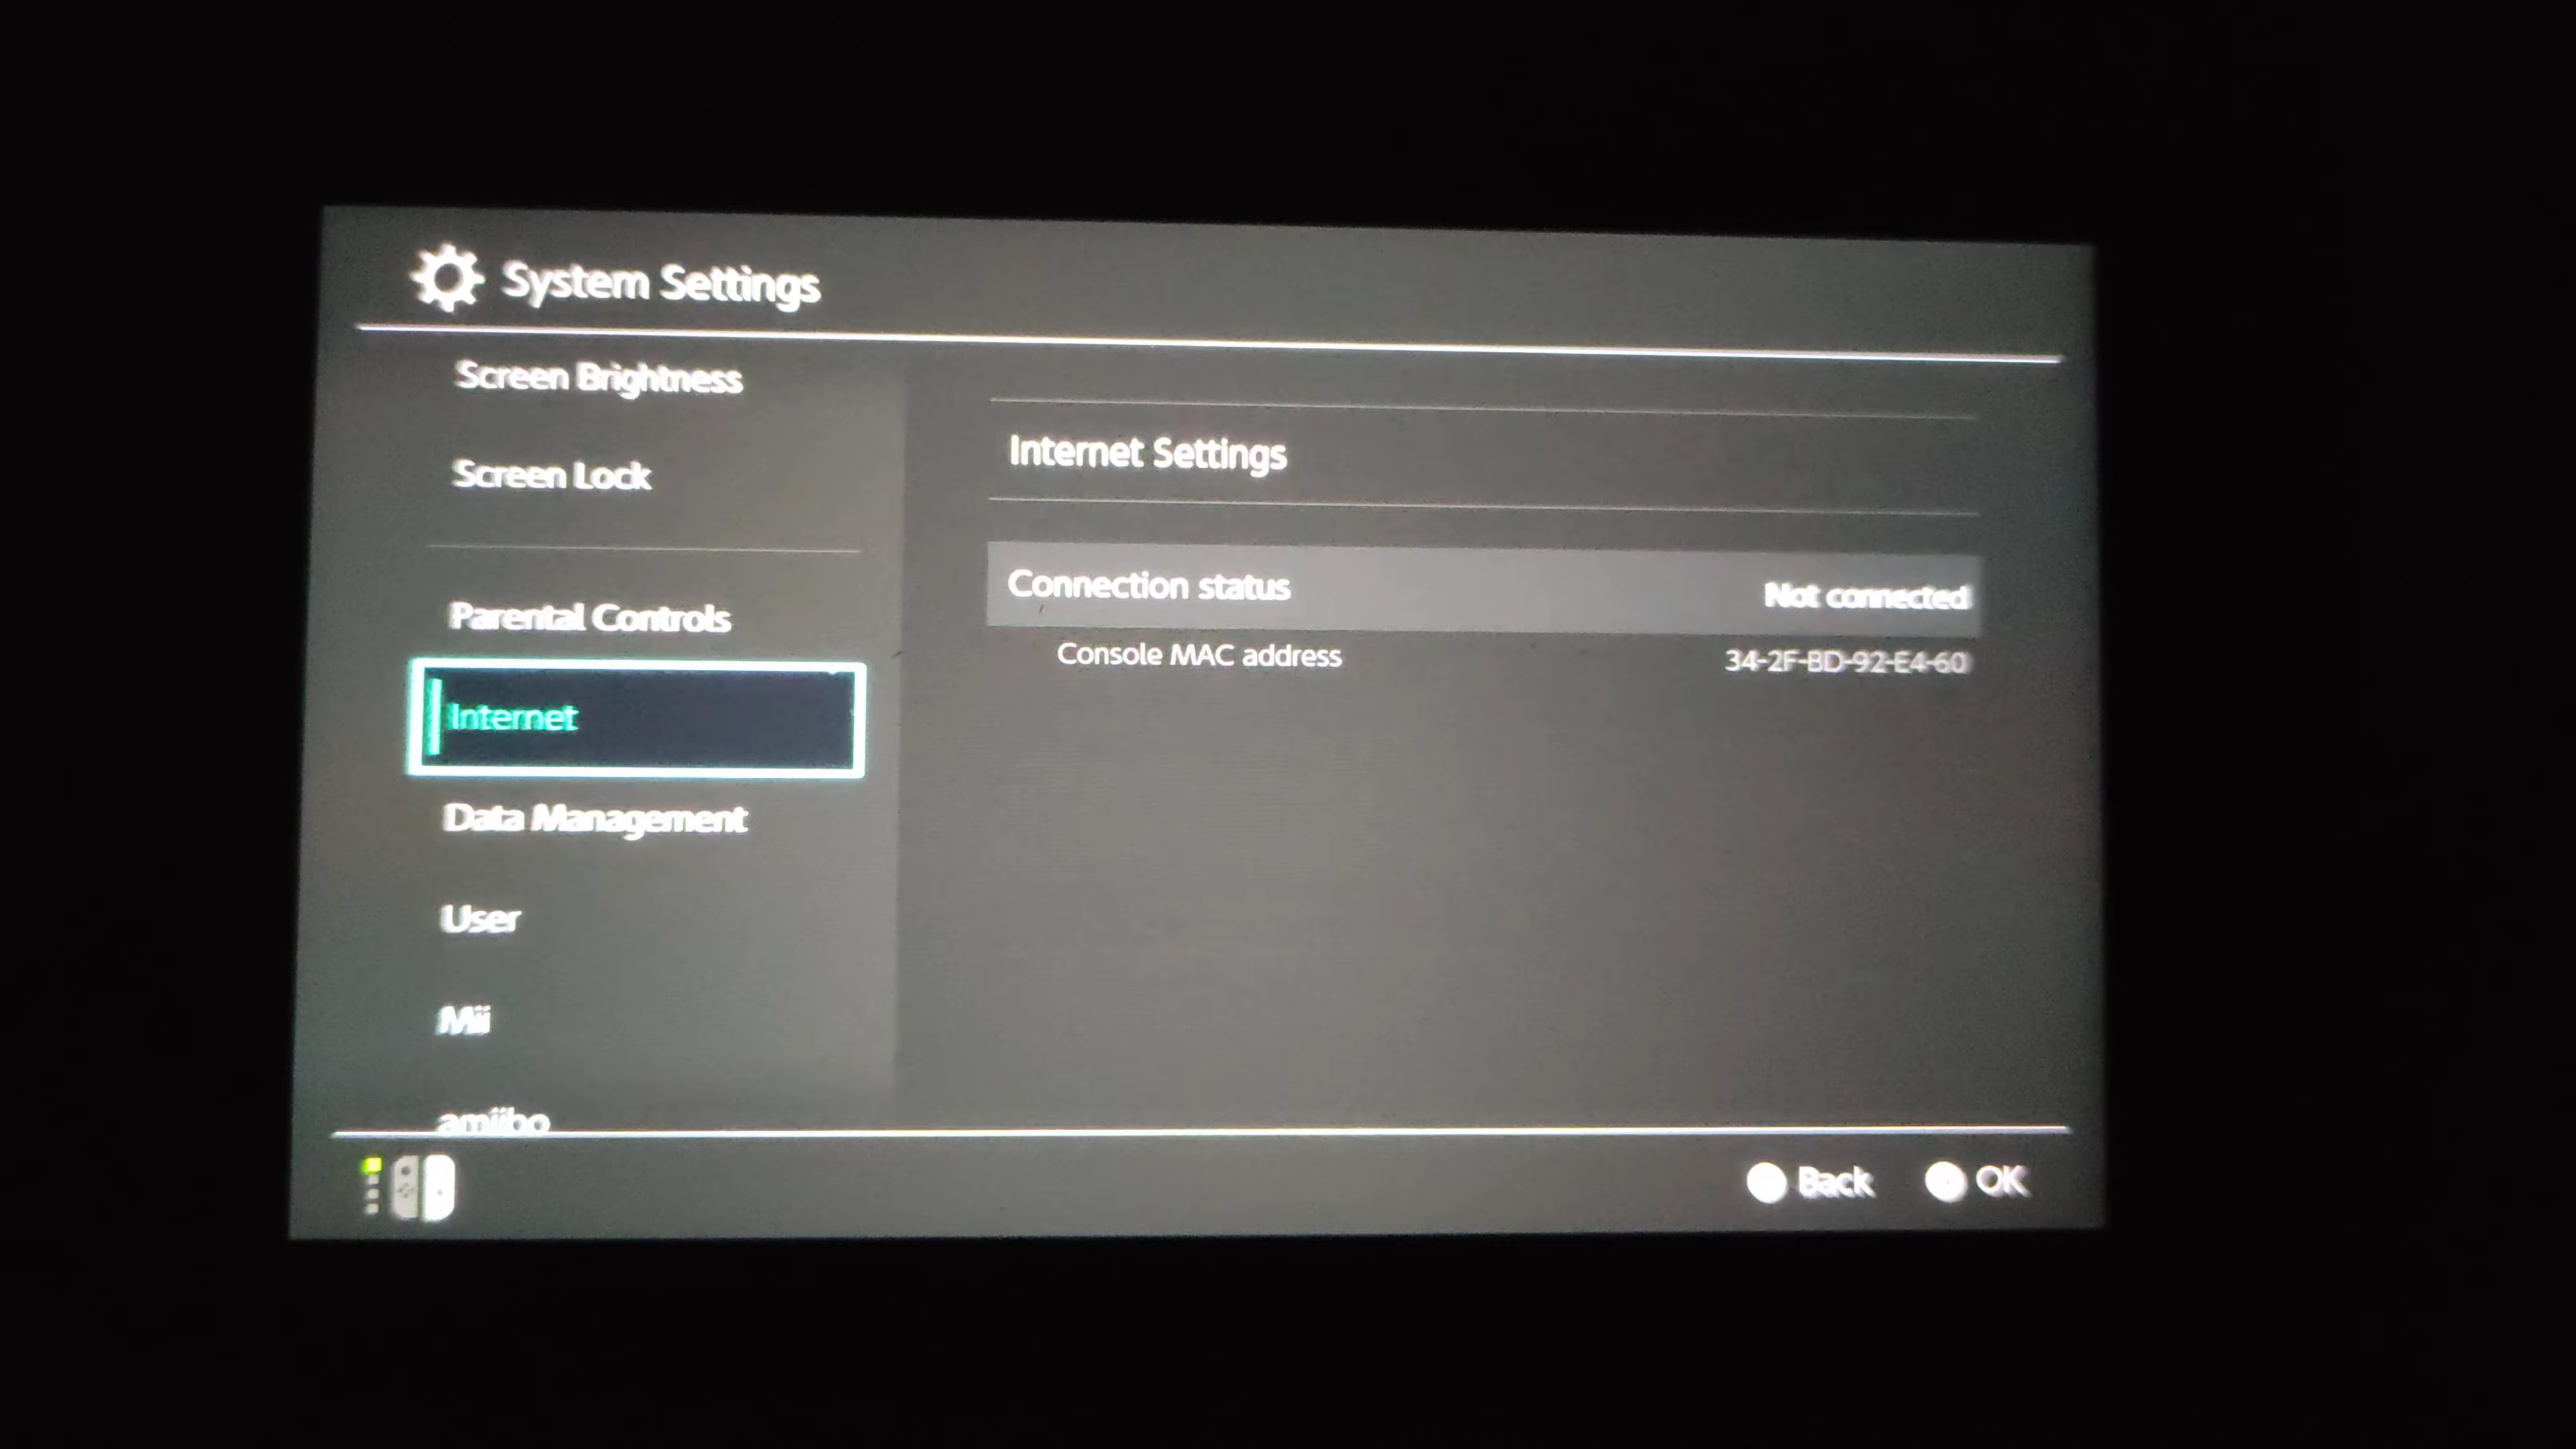 System Settings
Screen Brightness
Screen Lock
Parental Controls
Internet
Data Management
User
Mii
amiibo
Internet Settings
Connection status Not connected
Console MAC address 34-2F-BD-92-E4-60
Back OK